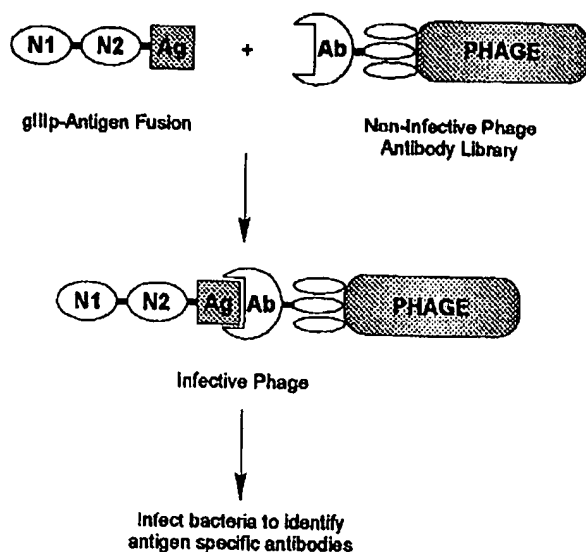 N1 N2 Ag + Ab PHAGE
gIIIp-Antigen Fusion
Non-Infective Phage
Antibody Library
N1 N2 Ag Ab PHAGE
Infective Phage
Infect bacteria to identify
antigen specific antibodies